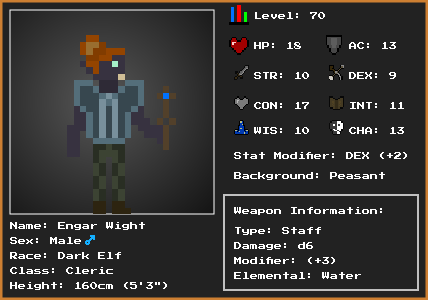 Level: 70
HP: 18 AC: 13
STR: 10 DEX: 9
CON: 17 INT: 11
WIS: 10 CHA: 13
Stat Modifier: DEX (+2)
Background: Peasant
Name: Engar Wight
Sex: Male♂
Race: Dark Elf
Class: Cleric
Height: 160cm (5'3")
Weapon Information:
Type: Staff
Damage: d6
Modifier: (+3)
Elemental: Water